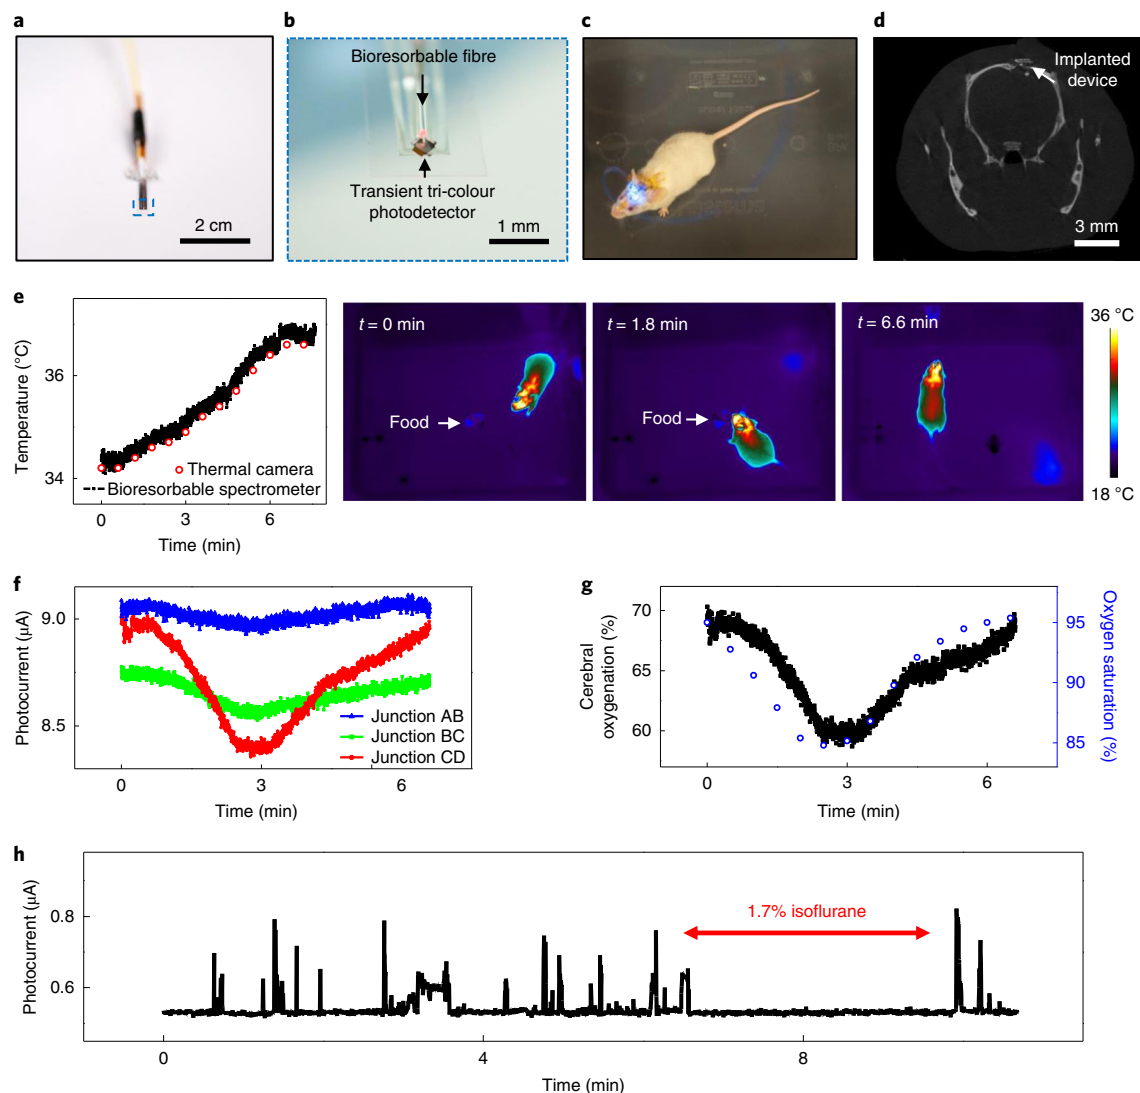 a
b
c
d
Bioresorbable fibre
Transient tri-colour
photodetector
2 cm
1 mm
Implanted
device
3 mm
e
Temperature (°C)
36
34
Thermal camera
Bioresorbable spectrometer
0
3
6
Time (min)
t = 0 min
Food
t = 1.8 min
Food
t = 6.6 min
36 °C
18 °C
f
Photocurrent (μA)
9.0
8.5
Junction AB
Junction BC
Junction CD
0
3
6
Time (min)
g
Cerebral
oxygenation (%)
70
65
60
95
90
85
Oxygen saturation (%)
0
3
6
Time (min)
h
Photocurrent (μA)
0.8
0.6
1.7% isoflurane
0
4
8
Time (min)